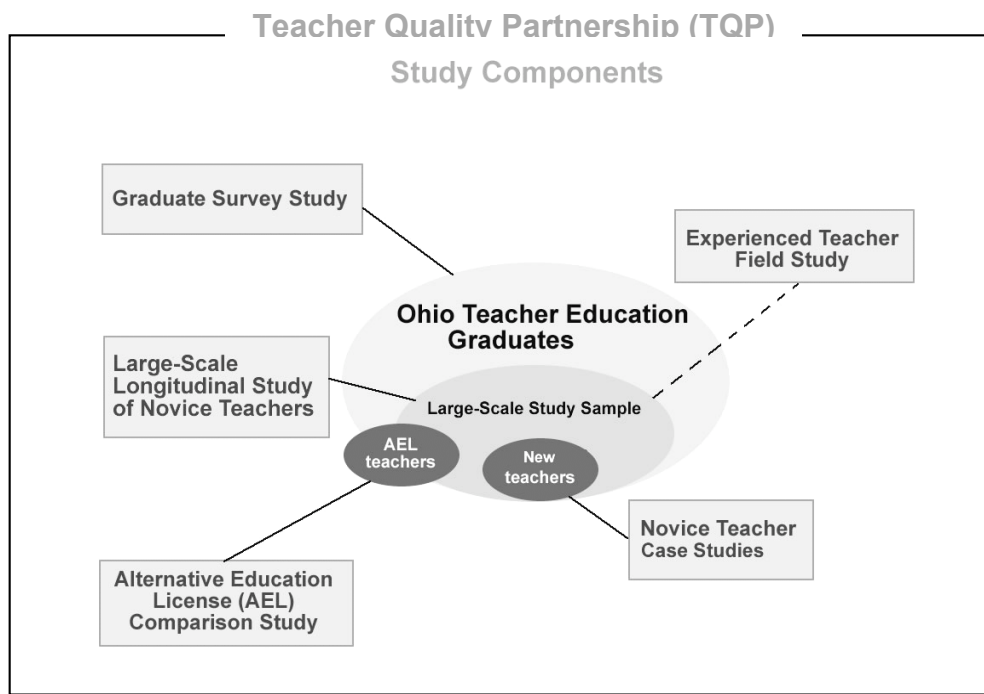 Teacher Quality Partnership (TQP)
Study Components
Graduate Survey Study
Experienced Teacher
Field Study
Ohio Teacher Education
Graduates
Large-Scale
Longitudinal Study
of Novice Teachers
Large-Scale Study Sample
AEL
teachers
New
teachers
Novice Teacher
Case Studies
Alternative Education
License (AEL)
Comparison Study